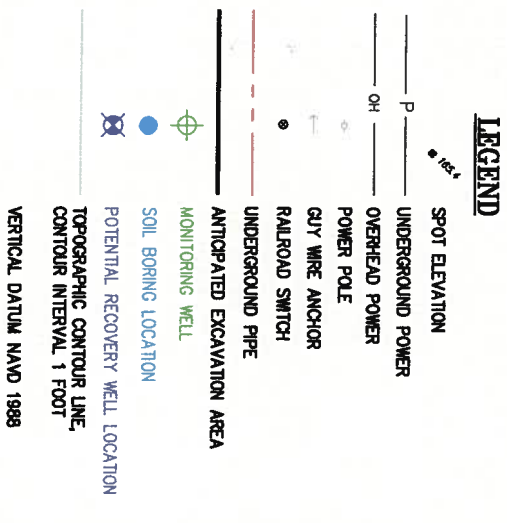 LEGEND
165.4 SPOT ELEVATION
P UNDERGROUND POWER
OH OVERHEAD POWER
POWER POLE
GUY WIRE ANCHOR
RAILROAD SWITCH
UNDERGROUND PIPE
ANTICIPATED EXCAVATION AREA
MONITORING WELL
SOIL BORING LOCATION
POTENTIAL RECOVERY WELL LOCATION
TOPOGRAPHIC CONTOUR LINE,
CONTOUR INTERVAL 1 FOOT
VERTICAL DATUM NAVD 1988